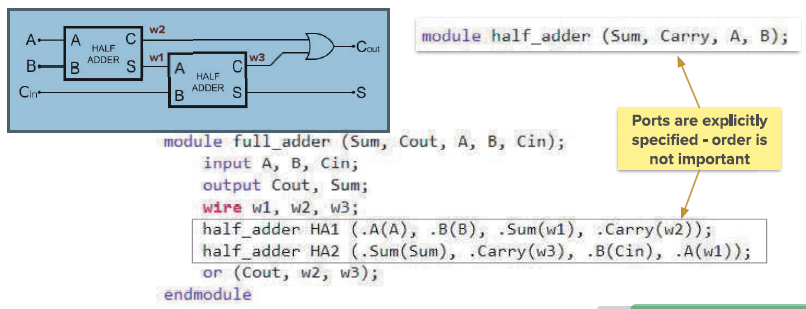 w2
A A C
HALF
ADDER
B B S w1
w3
Cout
A C
HALF
ADDER
Cin B S S
module half_adder (Sum, Carry, A, B);
Ports are explicitly
specified - order is
not important
module full_adder (Sum, Cout, A, B, Cin);
input A, B, Cin;
output Cout, Sum;
wire w1, w2, w3;
half_adder HA1 (.A(A), .B(B), .Sum(w1), .Carry(w2));
half_adder HA2 (.Sum(Sum), .Carry(w3), .B(Cin), .A(w1));
or (Cout, w2, w3);
endmodule